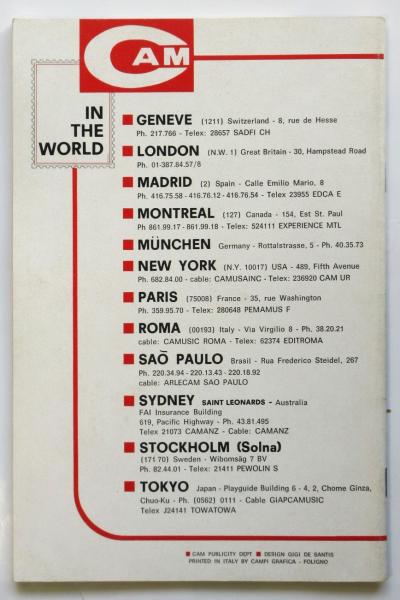 CAM
IN
THE
WORLD
GENEVE (1211) Switzerland - 8, rue de Hesse
Ph. 217.766 - Telex: 28657 SADFI CH
LONDON (N.W. 1) Great Britain - 30, Hampstead Road
Ph. 01-387.84.57/8
MADRID (2) Spain - Calle Emilio Mario, 8
Ph. 416.75.58 - 416.76.12 - 416.76.54 - Telex 23955 EDCA E
MONTREAL (127) Canada - 154, Est St. Paul
Ph 861.99.17 - 861.99.18 - Telex: 524111 EXPERIENCE MTL
MÜNCHEN Germany - Rottalstrasse, 5 - Ph. 40.35.73
NEW YORK (N.Y. 10017) USA - 489, Fifth Avenue
Ph. 682.84.00 - cable: CAMUSAINC - Telex: 236920 CAM UR
PARIS (75008) France - 35, rue Washington
Ph. 359.95.70 - Telex: 280648 PEMAMUS F
ROMA (00193) Italy - Via Virgilio 8 - Ph. 38.20.21
cable: CAMUSIC ROMA - Telex: 62374 EDITROMA
SAÕ PAULO Brasil - Rua Frederico Steidel, 267
Ph. 220.34.94 - 220.13.43 - 220.18.92
cable: ARLECAM SAO PAULO
SYDNEY SAINT LEONARDS - Australia
FAI Insurance Building
619, Pacific Highway - Ph. 43.81.495
Telex 21073 CAMANZ - Cable: CAMANZ
STOCKHOLM (Solna)
(171 70) Sweden - Wibomsäg 7 BV
Ph. 82.44.01 - Telex: 21411 PEWOLIN S
TOKYO Japan - Playguide Building 6 - 4, 2, Chome Ginza,
Chuo-Ku - Ph. (0562) 0111 - Cable GIAPCAMUSIC
Telex J24141 TOWATOWA
CAM PUBLICITY DEPT DESIGN GIGI DE SANTIS
PRINTED IN ITALY BY CAMPI GRAFICA - FOLIGNO